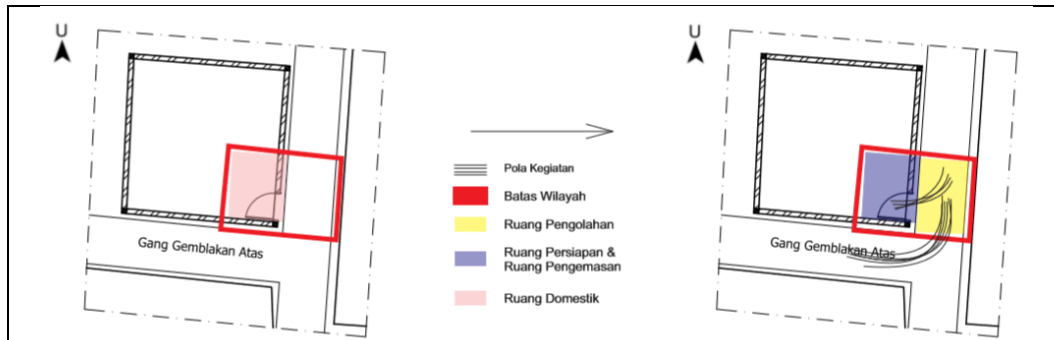 U
Gang Gemblakan Atas
Pola Kegiatan
Batas Wilayah
Ruang Pengolahan
Ruang Persiapan &
Ruang Pengemasan
Ruang Domestik
U
Gang Gemblakan Atas